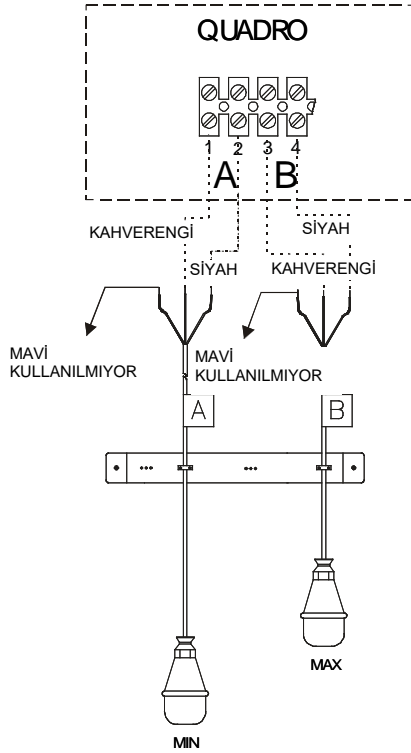 QUADRO
1 2 3 4
A B
KAHVERENGİ
SİYAH
SİYAH
KAHVERENGİ
MAVİ
KULLANILMIYOR
MAVİ
KULLANILMIYOR
A
B
MAX
MIN